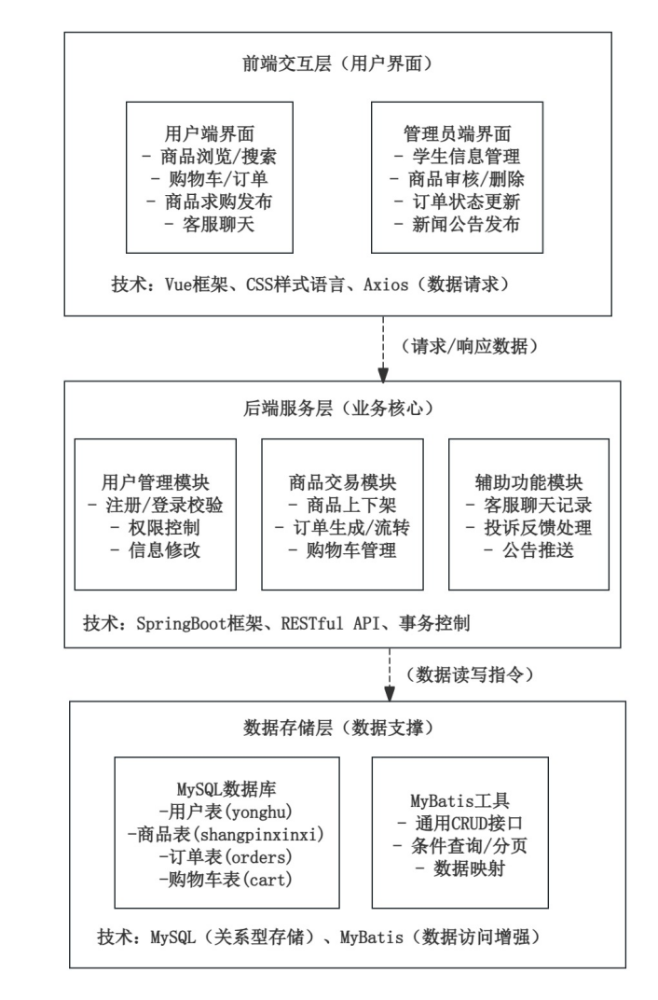 前端交互层（用户界面）
用户端界面
- 商品浏览/搜索
- 购物车/订单
- 商品求购发布
- 客服聊天
管理员端界面
- 学生信息管理
- 商品审核/删除
- 订单状态更新
- 新闻公告发布
技术：Vue框架、CSS样式语言、Axios（数据请求）
（请求/响应数据）
后端服务层（业务核心）
用户管理模块
- 注册/登录校验
- 权限控制
- 信息修改
商品交易模块
- 商品上下架
- 订单生成/流转
- 购物车管理
辅助功能模块
- 客服聊天记录
- 投诉反馈处理
- 公告推送
技术：SpringBoot框架、RESTful API、事务控制
（数据读写指令）
数据存储层（数据支撑）
MySQL数据库
-用户表(yonghu)
-商品表(shangpinxinxi)
-订单表(orders)
-购物车表(cart)
MyBatis工具
- 通用CRUD接口
- 条件查询/分页
- 数据映射
技术：MySQL（关系型存储）、MyBatis（数据访问增强）